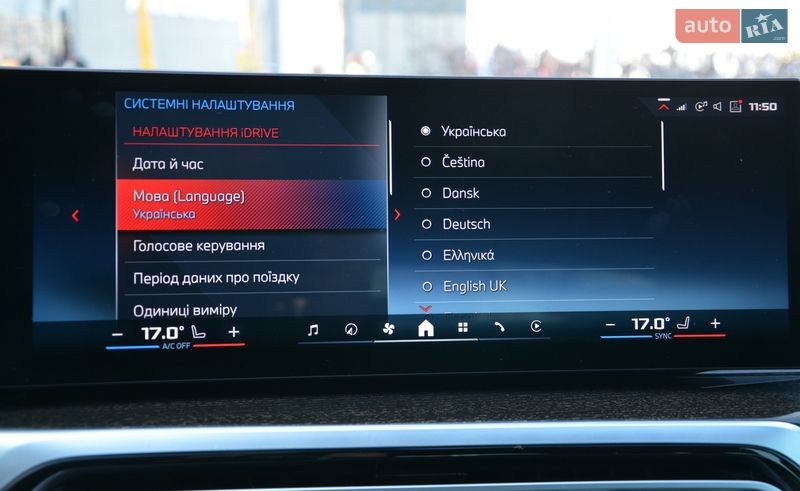 auto RIA .com
СИСТЕМНІ НАЛАШТУВАННЯ
11:50
НАЛАШТУВАННЯ iDRIVE
Дата й час
Мова (Language)
Українська
Голосове керування
Період даних про поїздку
Одиниці виміру
Українська
Čeština
Dansk
Deutsch
Ελληνικά
English UK
17.0°
A/C OFF
17.0°
SYNC